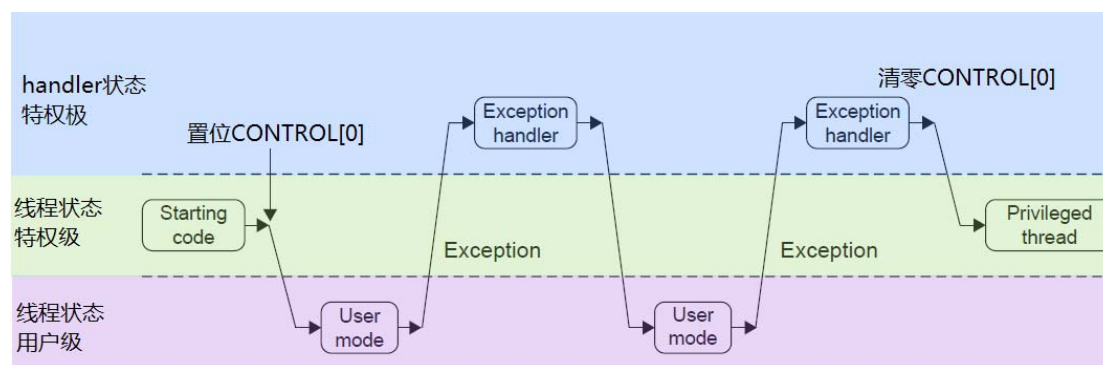 handler状态
特权极
置位CONTROL[0]
Exception
handler
清零CONTROL[0]
Exception
handler
线程状态
特权级
Starting
code
Exception
Exception
Privileged
thread
线程状态
用户级
User
mode
User
mode